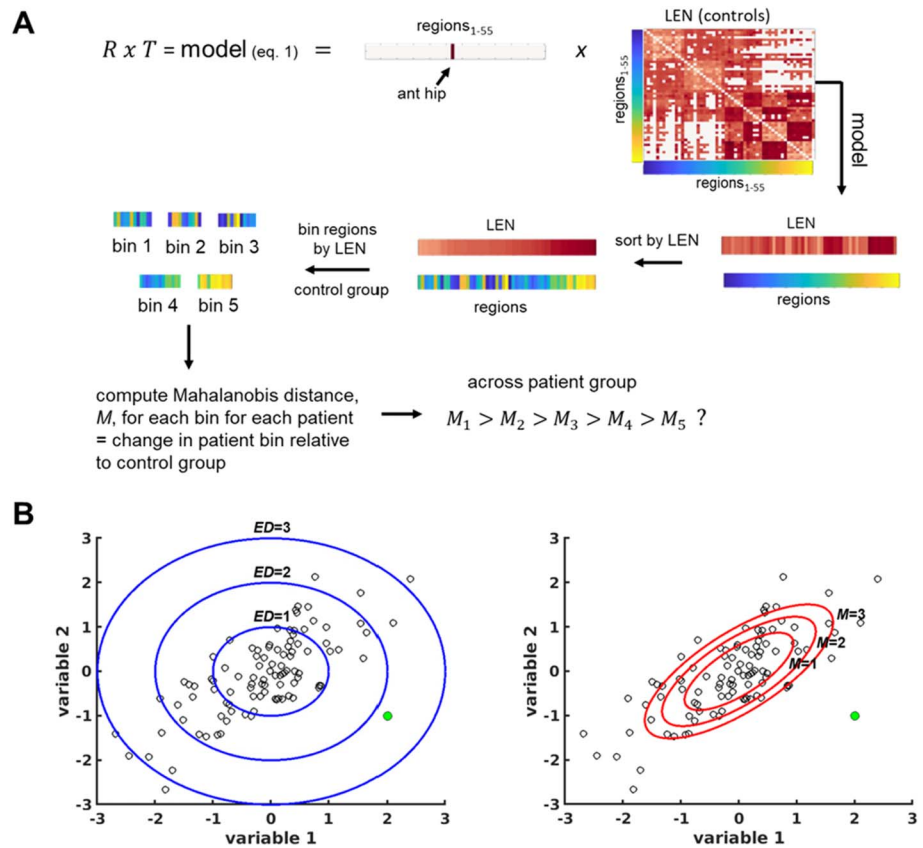 A
R x T = model (eq. 1) =
regions1-55
ant hip
x
LEN (controls)
regions1-55
regions1-55
model
LEN
regions
sort by LEN
LEN
regions
bin regions
by LEN
control group
bin 1 bin 2 bin 3
bin 4 bin 5
compute Mahalanobis distance,
M, for each bin for each patient
= change in patient bin relative
to control group
across patient group
M1 > M2 > M3 > M4 > M5 ?
B
ED=3
ED=2
ED=1
3
2
1
0
-1
-2
-3
variable 2
-3 -2 -1 0 1 2 3
variable 1
M=3
M=2
M=1
3
2
1
0
-1
-2
-3
variable 2
-3 -2 -1 0 1 2 3
variable 1